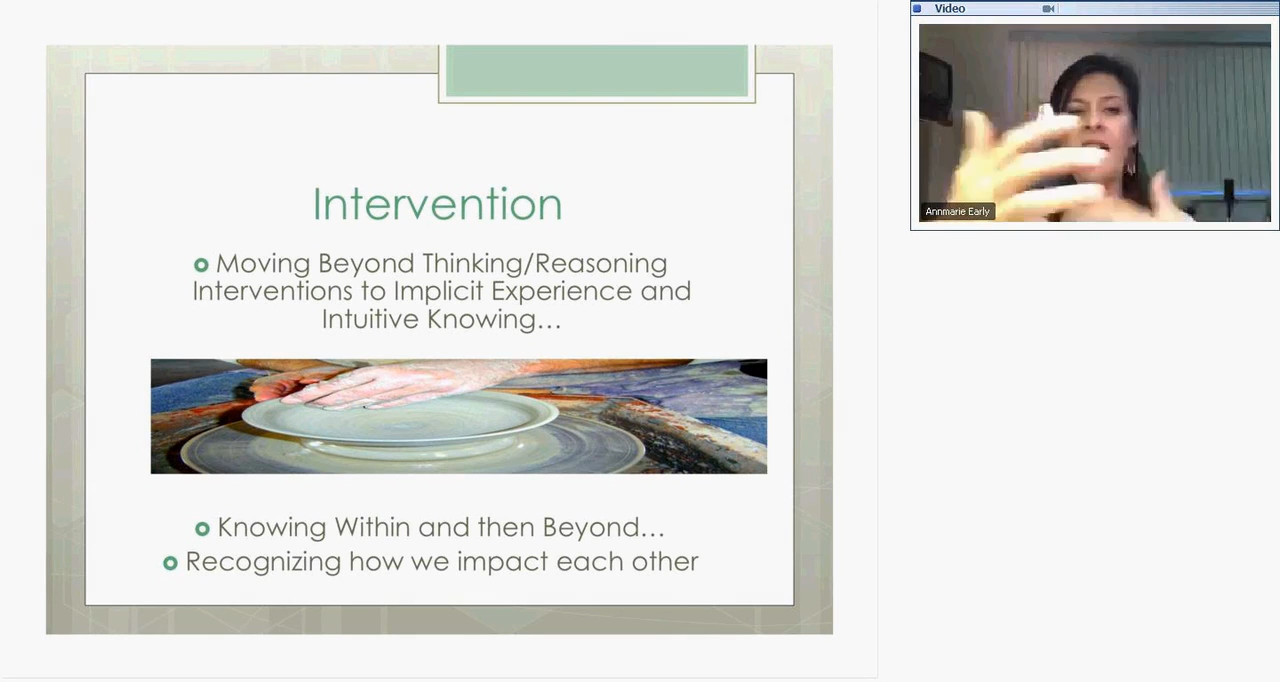 Video
Annmarie Early
Intervention
Moving Beyond Thinking/Reasoning
Interventions to Implicit Experience and
Intuitive Knowing…
Knowing Within and then Beyond…
Recognizing how we impact each other